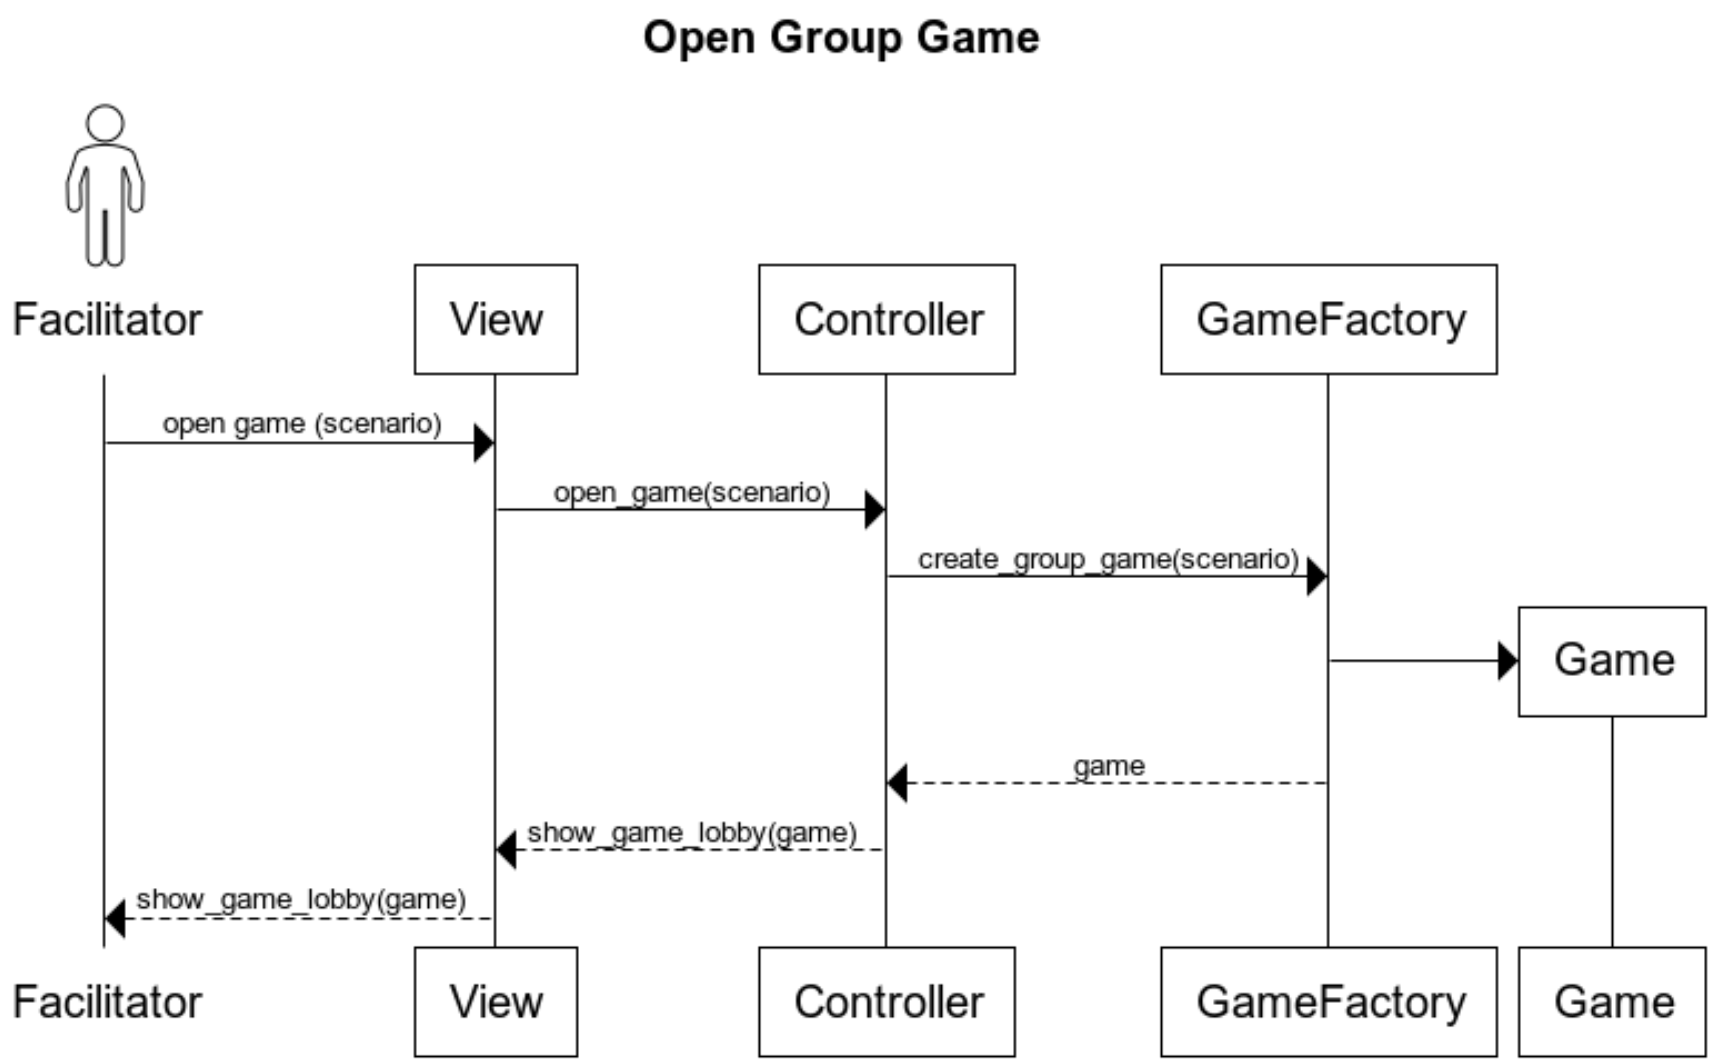 Open Group Game
Facilitator
View
Controller
GameFactory
open game (scenario)
open_game(scenario)
create_group_game(scenario)
Game
game
show_game_lobby(game)
show_game_lobby(game)
Facilitator
View
Controller
GameFactory
Game